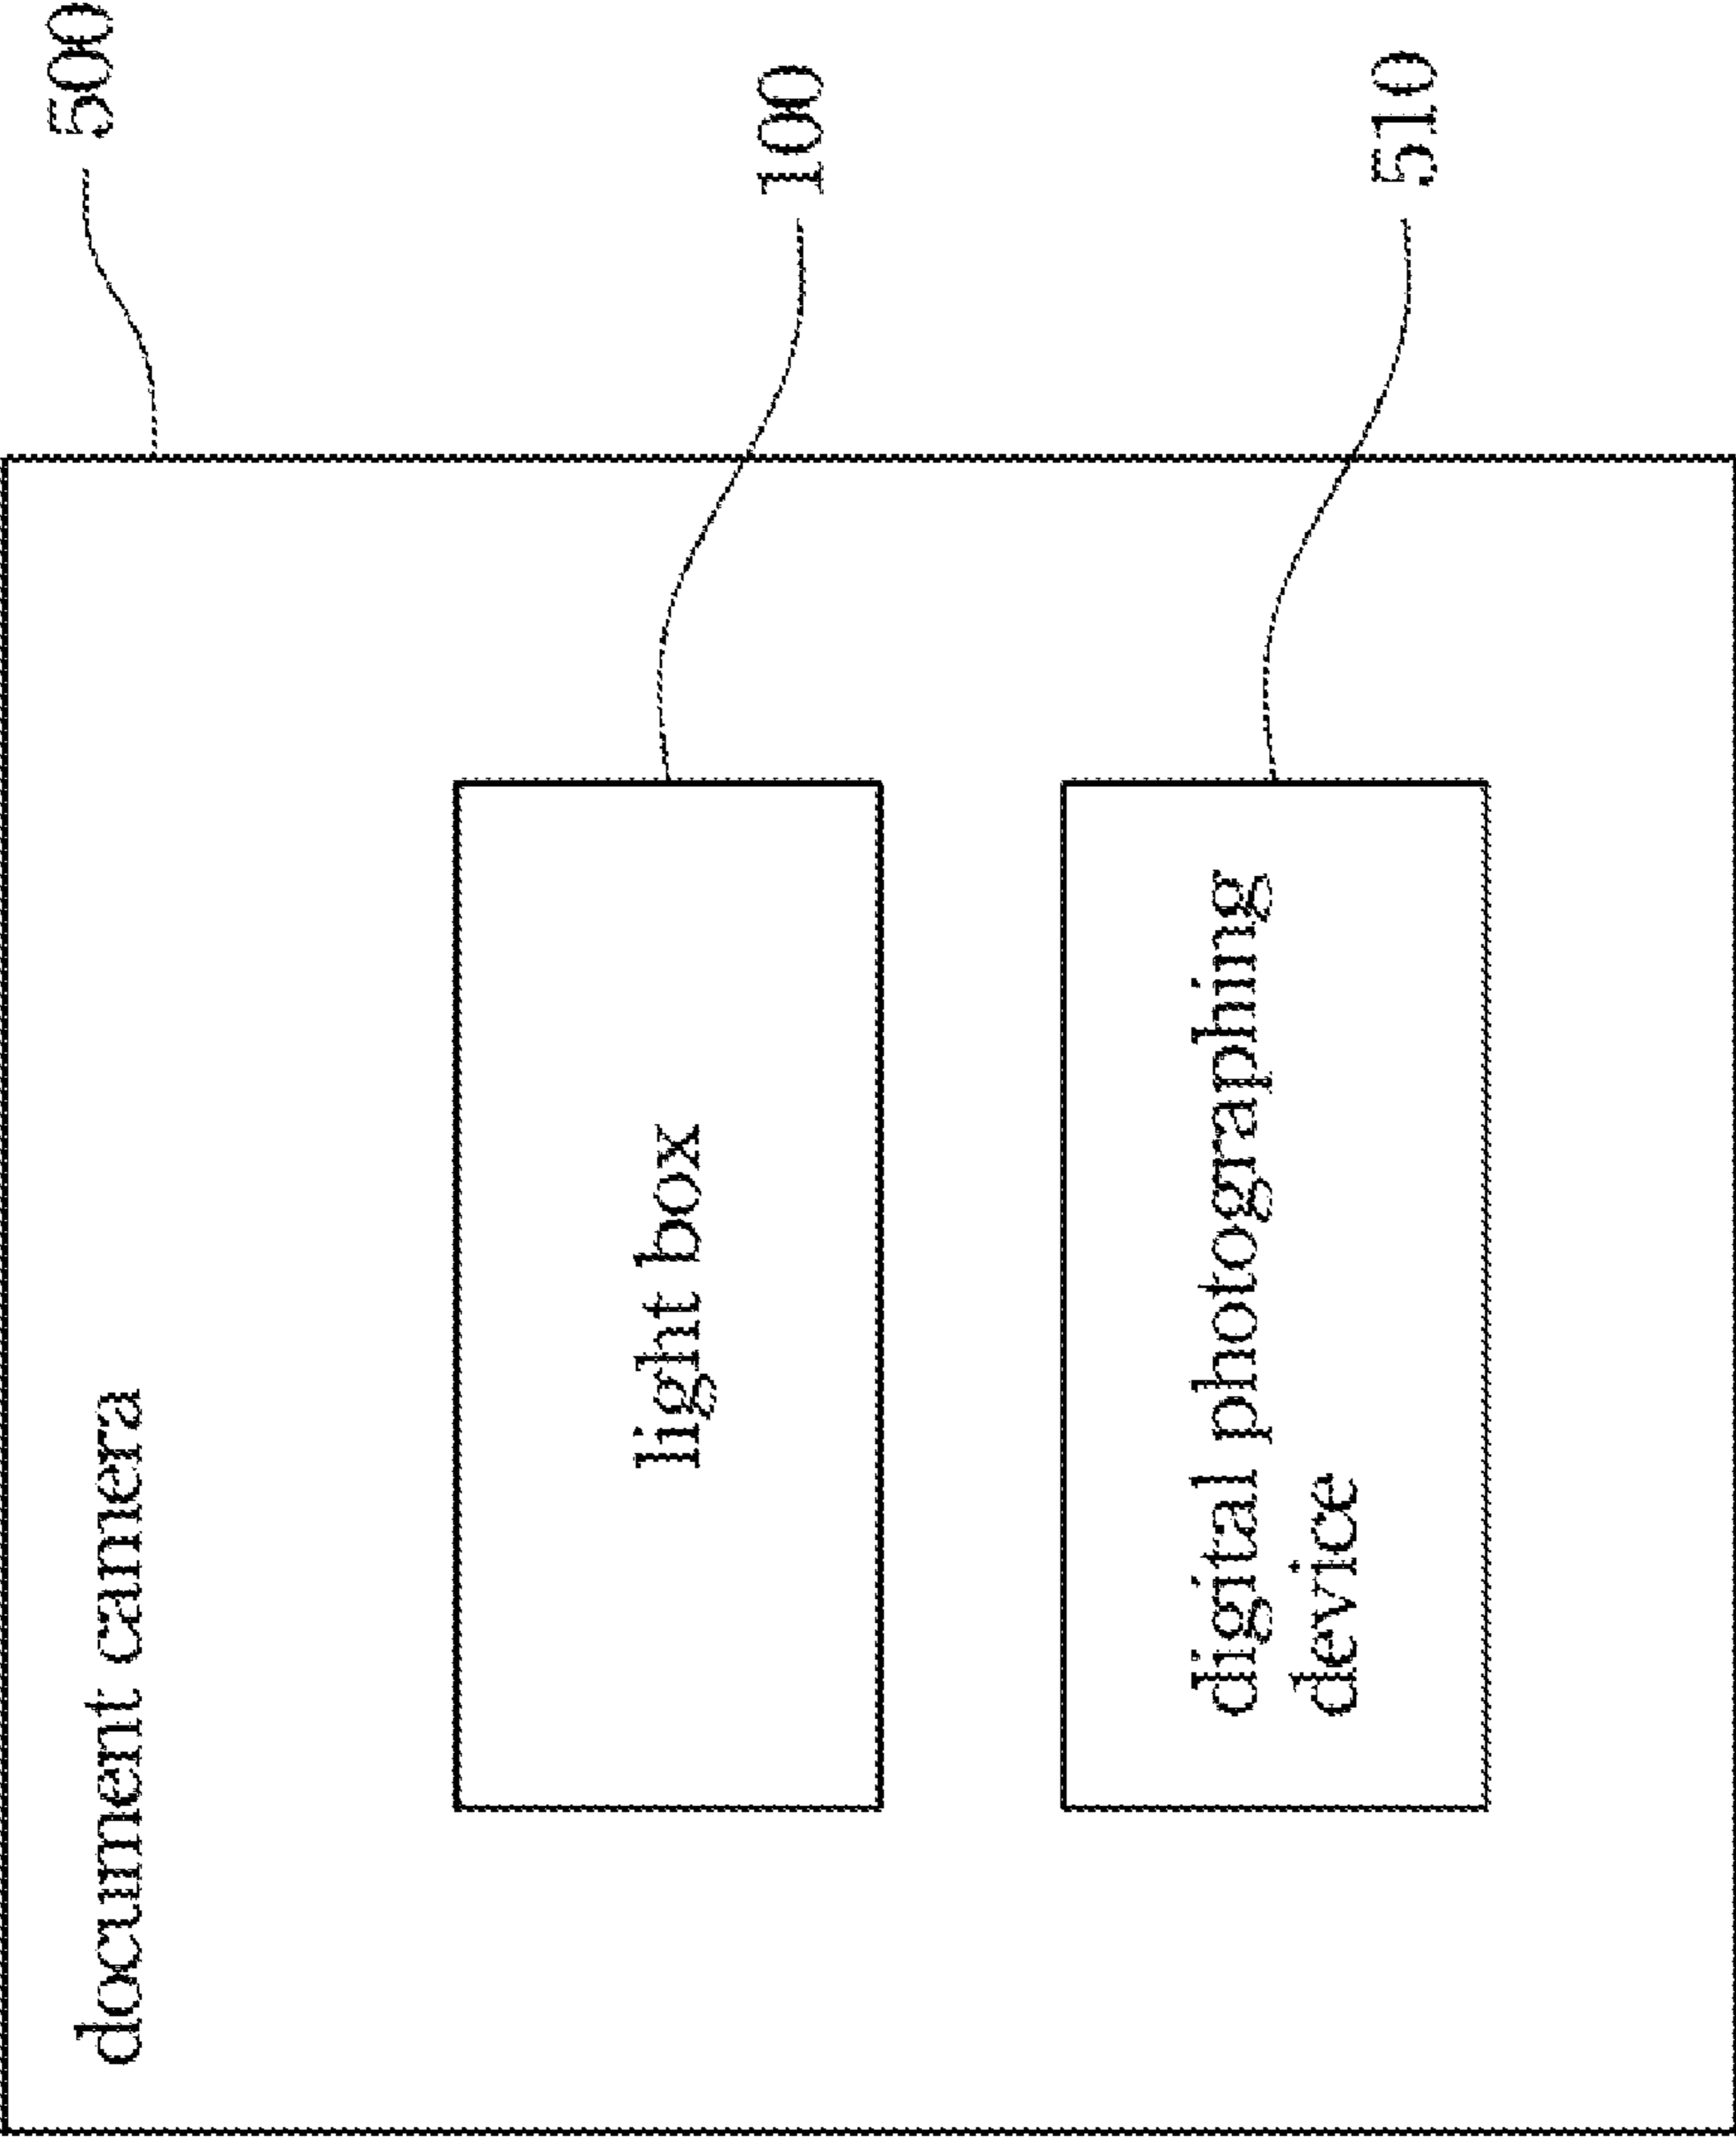 document camera
500
light box
100
digital photographing
device
510